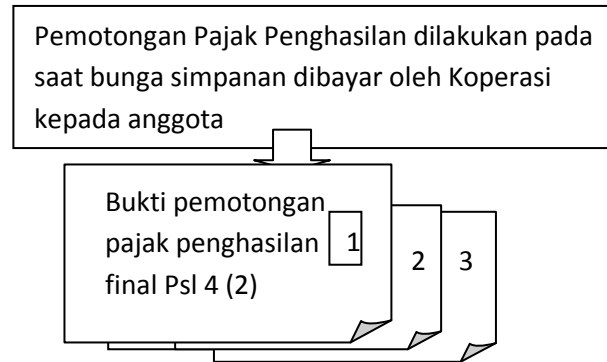 Pemotongan Pajak Penghasilan dilakukan pada
saat bunga simpanan dibayar oleh Koperasi
kepada anggota
Bukti pemotongan
pajak penghasilan 1
final Psl 4 (2)
2 3